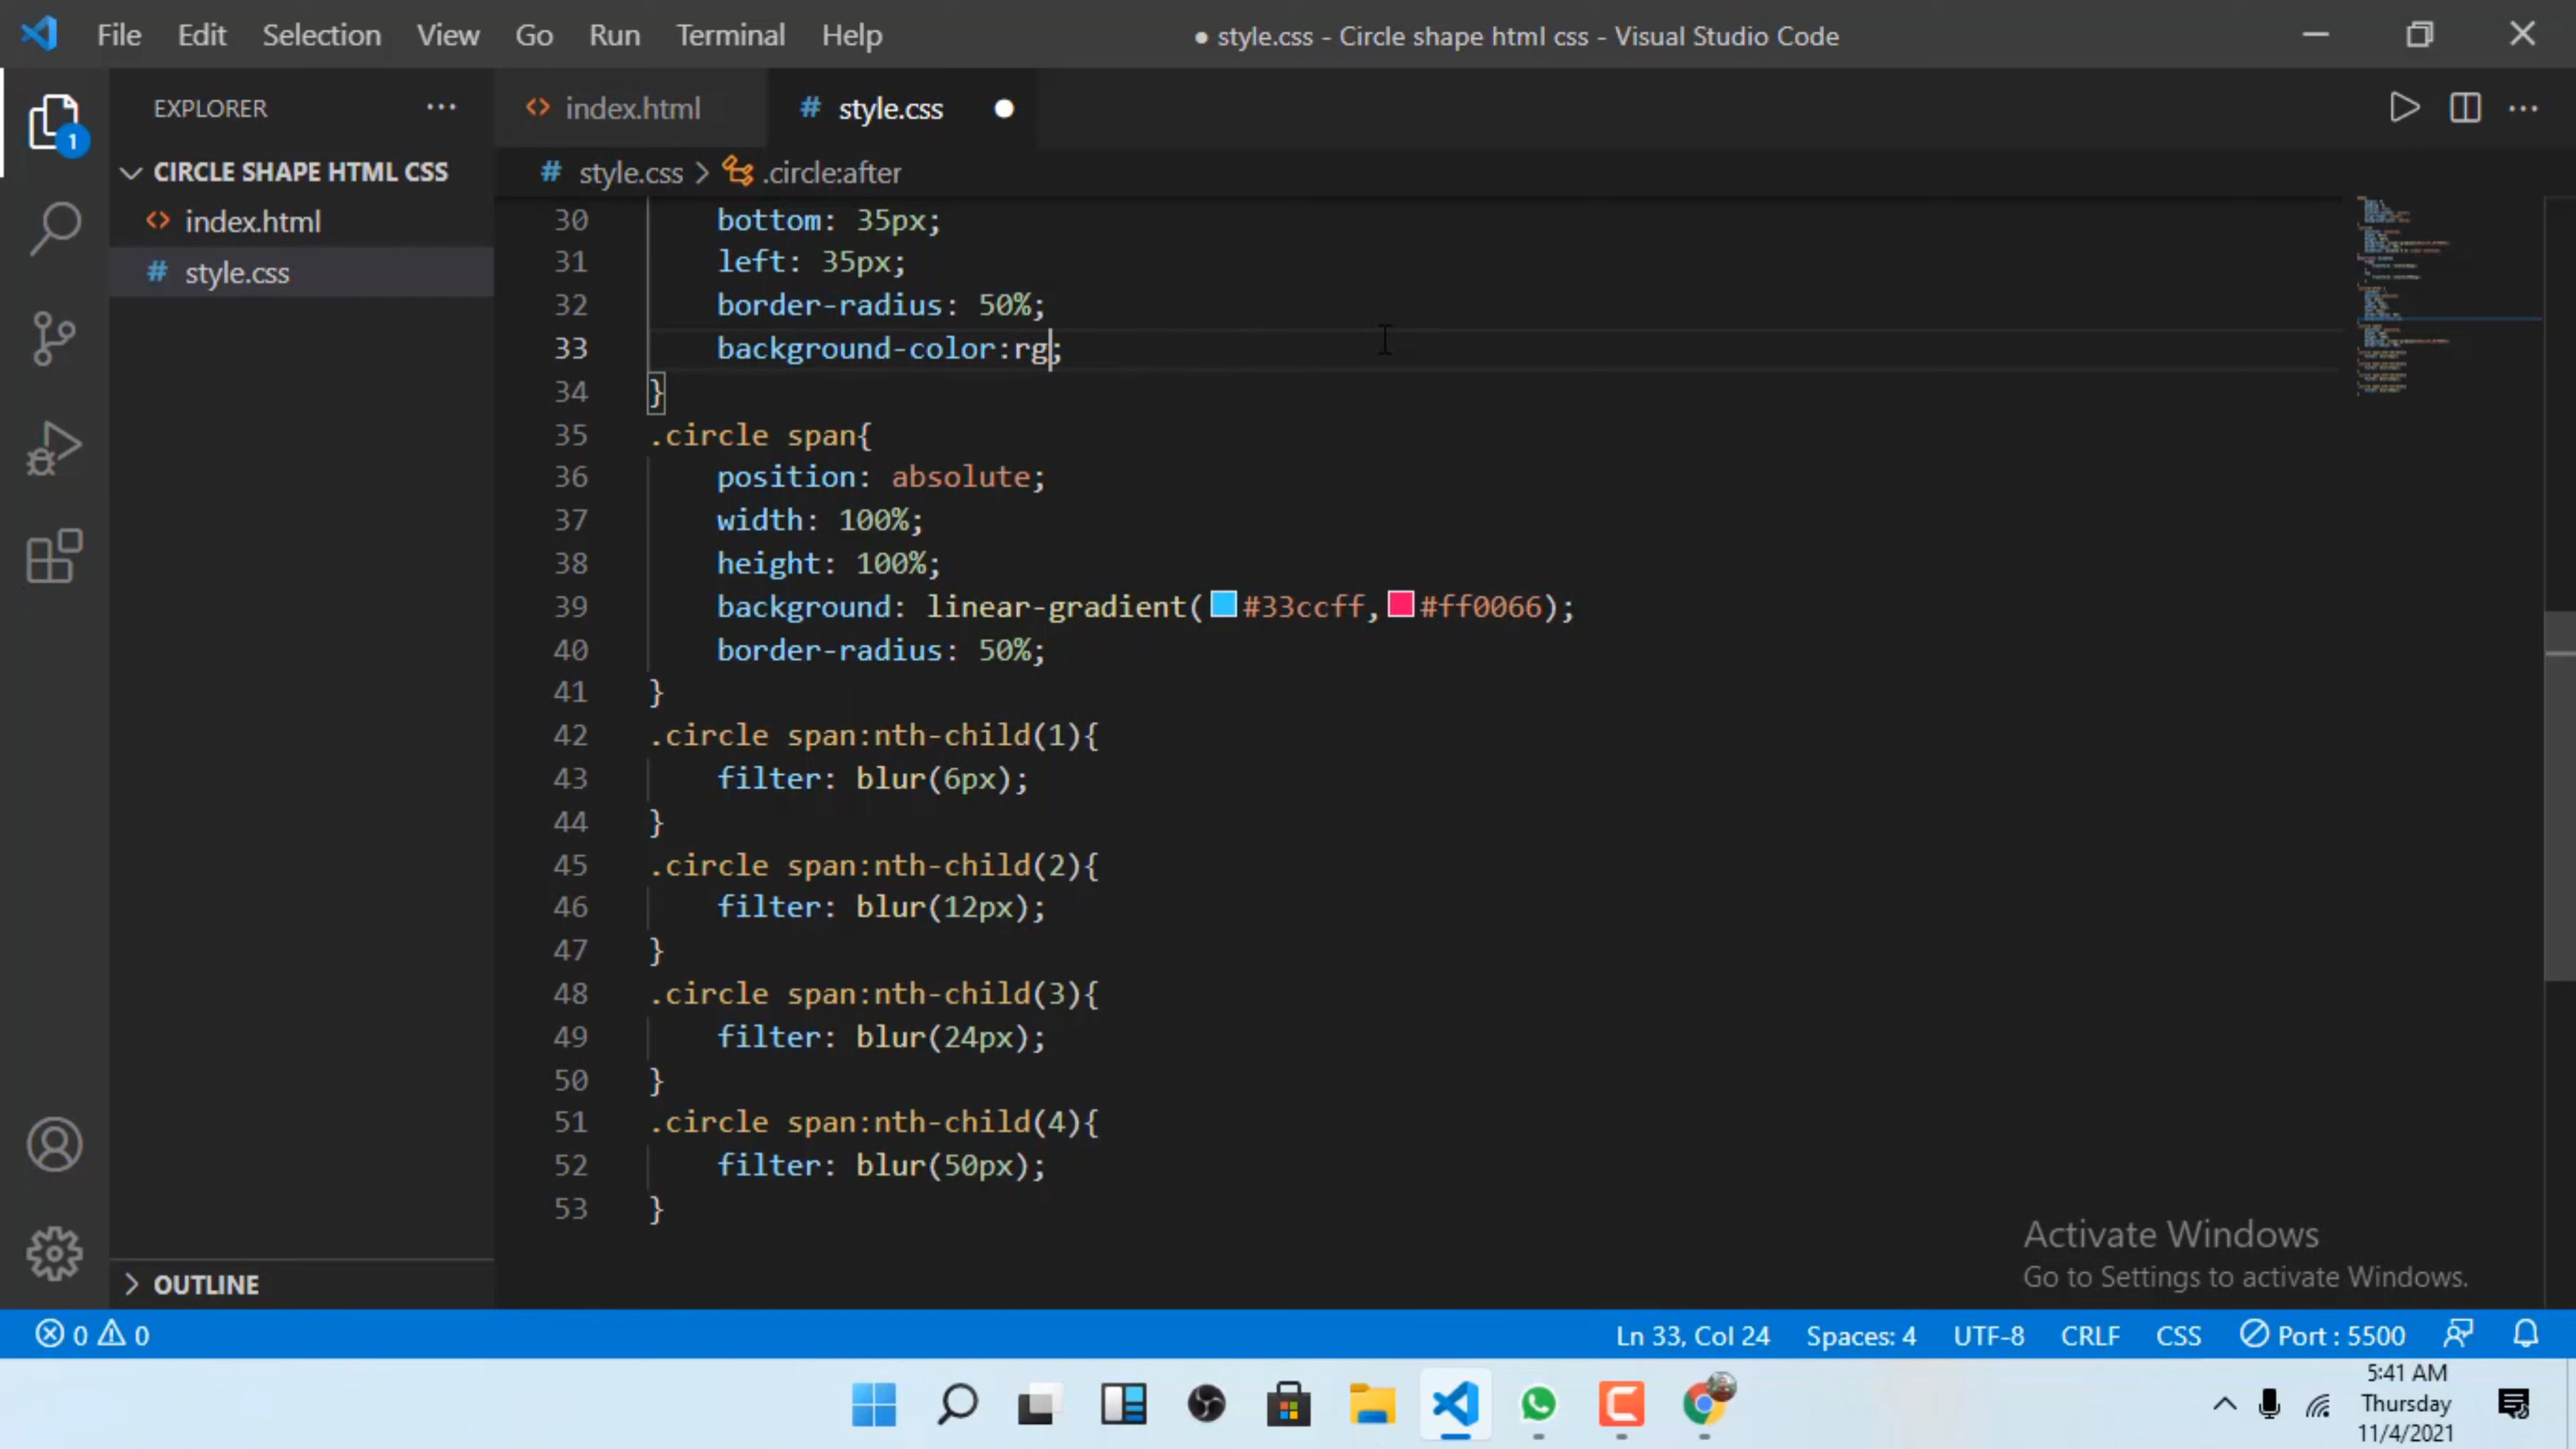 File Edit Selection View Go Run Terminal Help
● style.css - Circle shape html css - Visual Studio Code
EXPLORER
CIRCLE SHAPE HTML CSS
<> index.html
# style.css
OUTLINE
1
<> index.html
# style.css
# style.css > .circle:after
30 bottom: 35px;
31 left: 35px;
32 border-radius: 50%;
33 background-color:rg;
34 }
35 .circle span{
36 position: absolute;
37 width: 100%;
38 height: 100%;
39 background: linear-gradient(#33ccff,#ff0066);
40 border-radius: 50%;
41 }
42 .circle span:nth-child(1){
43 filter: blur(6px);
44 }
45 .circle span:nth-child(2){
46 filter: blur(12px);
47 }
48 .circle span:nth-child(3){
49 filter: blur(24px);
50 }
51 .circle span:nth-child(4){
52 filter: blur(50px);
53 }
Activate Windows
Go to Settings to activate Windows.
0 0
Ln 33, Col 24 Spaces: 4 UTF-8 CRLF CSS Port : 5500
5:41 AM
Thursday
11/4/2021